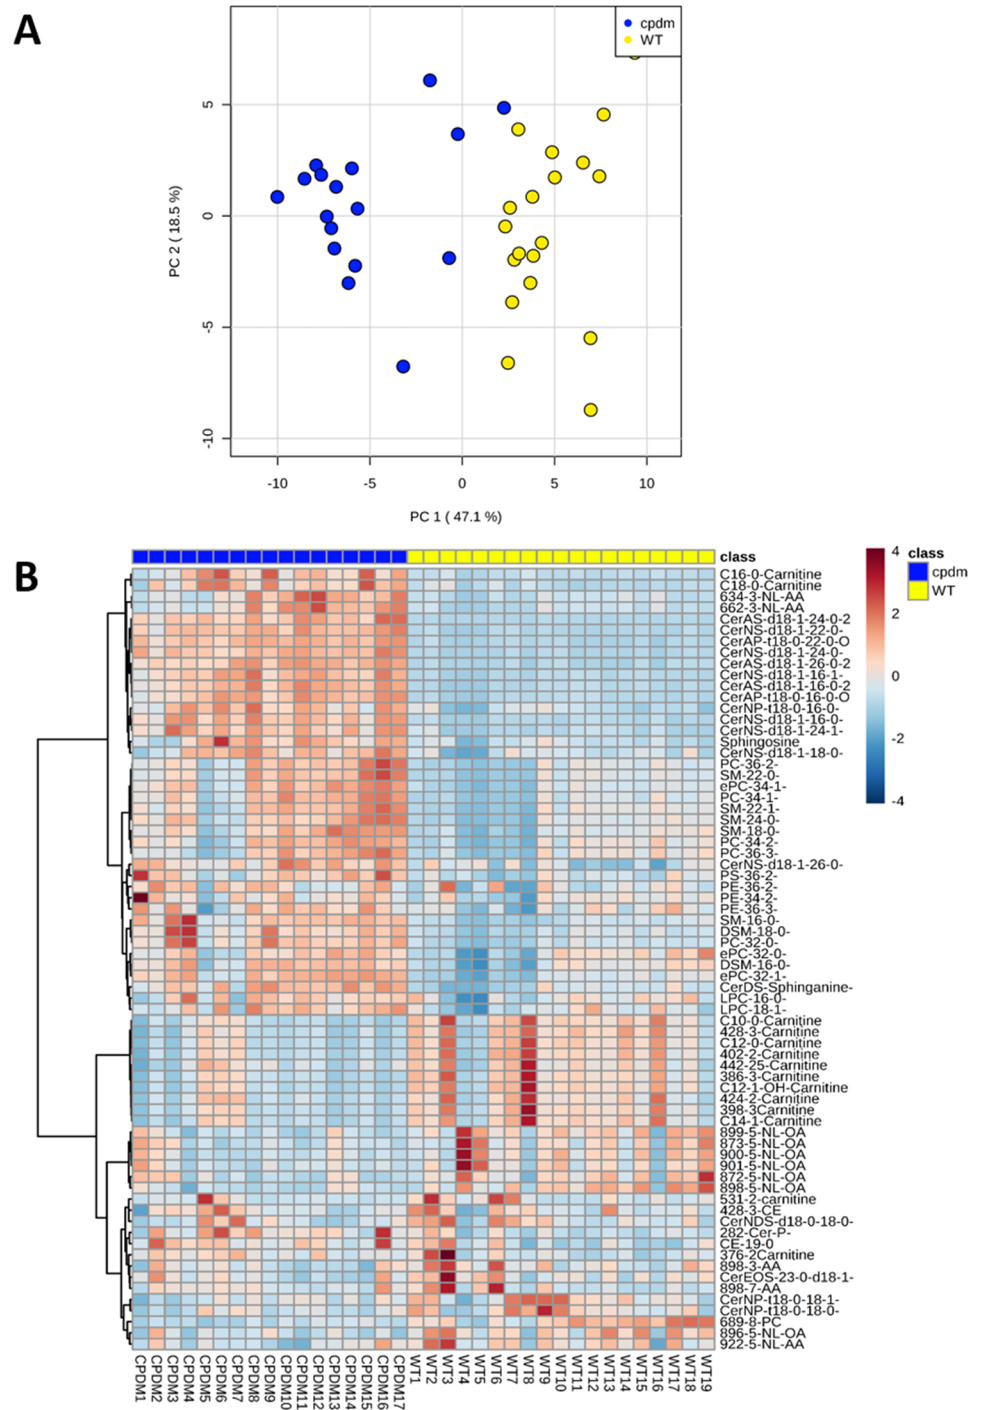 A
cpdm
WT
PC 2 ( 18.5 %)
5
0
-5
-10
-10
-5
0
5
10
PC 1 ( 47.1 %)
B
class
C16-0-Carnitine
C18-0-Carnitine
634-3-NL-AA
662-3-NL-AA
CerAS-d18-1-24-0-2
CerNS-d18-1-22-0-
CerAP-t18-0-22-0-O
CerNS-d18-1-24-0-
CerAS-d18-1-26-0-2
CerNS-d18-1-16-1-
CerAS-d18-1-16-0-2
CerAP-t18-0-16-0-O
CerNP-t18-0-16-0-
CerNS-d18-1-16-0-
CerNS-d18-1-24-1-
Sphingosine
CerNS-d18-1-18-0-
PC-36-2-
SM-22-0-
ePC-34-1-
PC-34-1-
SM-22-1-
SM-24-0-
SM-18-0-
PC-34-2-
PC-36-3-
CerNS-d18-1-26-0-
PS-36-2-
PE-36-2-
PE-34-2-
PE-36-3-
SM-16-0-
DSM-18-0-
PC-32-0-
ePC-32-0-
DSM-16-0-
ePC-32-1-
CerDS-Sphinganine-
LPC-16-0-
LPC-18-1-
C10-0-Carnitine
428-3-Carnitine
C12-0-Carnitine
402-2-Carnitine
442-25-Carnitine
386-3-Carnitine
C12-1-OH-Carnitine
424-2-Carnitine
398-3Carnitine
C14-1-Carnitine
899-5-NL-OA
873-5-NL-OA
900-5-NL-OA
901-5-NL-OA
872-5-NL-OA
898-5-NL-OA
531-2-carnitine
428-3-CE
CerNDS-d18-0-18-0-
282-Cer-P-
CE-19-0
376-2Carnitine
898-3-AA
CerEOS-23-0-d18-1-
898-7-AA
CerNP-t18-0-18-1-
CerNP-t18-0-18-0-
689-8-PC
896-5-NL-OA
922-5-NL-AA
4
2
0
-2
-4
class
cpdm
WT
CPDM1
CPDM2
CPDM3
CPDM4
CPDM5
CPDM6
CPDM7
CPDM8
CPDM9
CPDM10
CPDM11
CPDM12
CPDM13
CPDM14
CPDM15
CPDM16
CPDM17
WT1
WT2
WT3
WT4
WT5
WT6
WT7
WT8
WT9
WT10
WT11
WT12
WT13
WT14
WT15
WT16
WT17
WT18
WT19